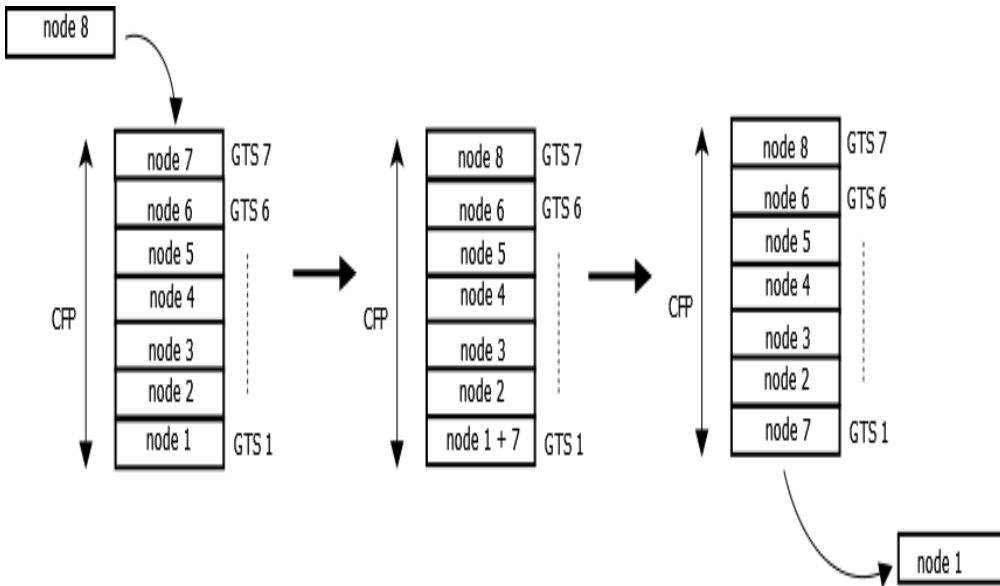 node 8
node 7 GTS 7
node 6 GTS 6
node 5
node 4
CFP
node 3
node 2
node 1 GTS 1
node 8 GTS 7
node 6 GTS 6
node 5
node 4
CFP
node 3
node 2
node 1 + 7 GTS 1
node 8 GTS 7
node 6 GTS 6
node 5
node 4
CFP
node 3
node 2
node 7 GTS 1
node 1